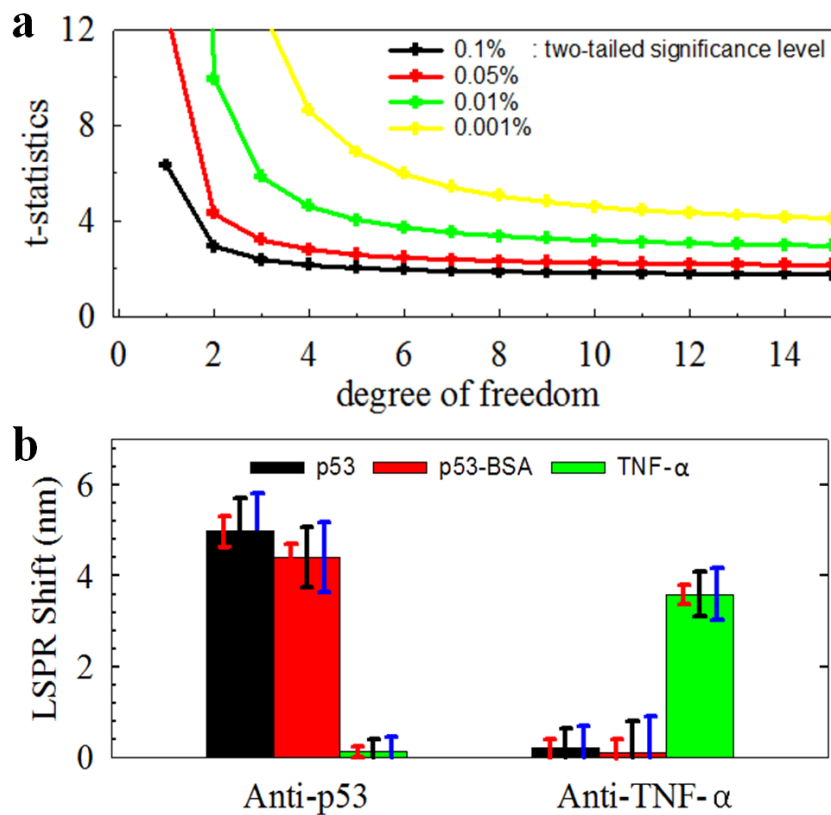 a
12
8
4
0
t-statistics
0.1% : two-tailed significance level
0.05%
0.01%
0.001%
0 2 4 6 8 10 12 14
degree of freedom
b
6
4
2
0
LSPR Shift (nm)
p53 p53-BSA TNF-α
Anti-p53 Anti-TNF-α